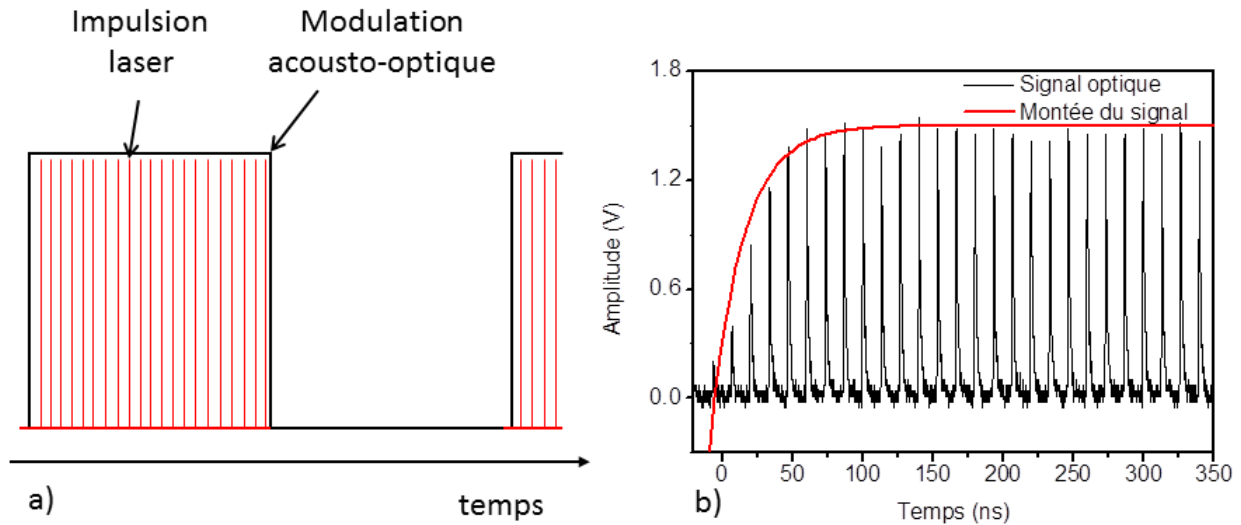 Impulsion
laser
Modulation
acousto-optique
temps
a)
1.8
1.2
0.6
0.0
Amplitude (V)
Signal optique
Montée du signal
0
50
100
150
200
250
300
350
Temps (ns)
b)